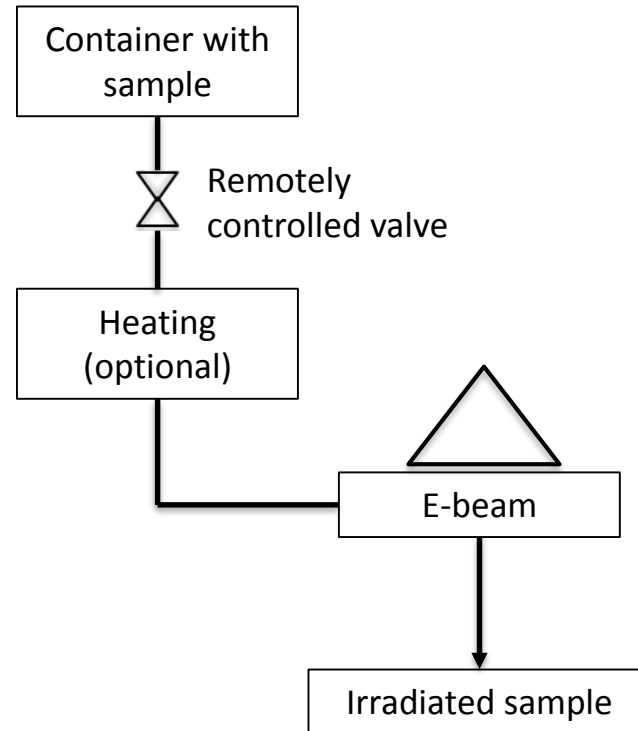 Container with
sample
Remotely
controlled valve
Heating
(optional)
E-beam
Irradiated sample